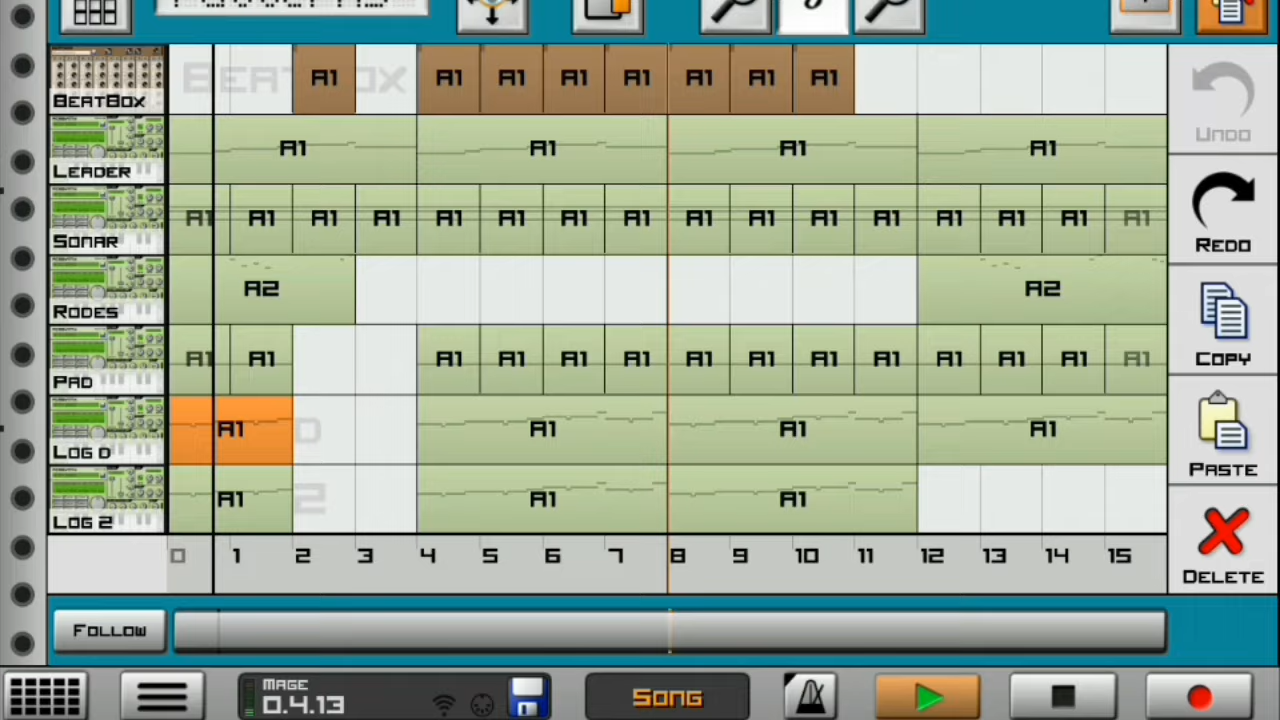 BEATBOX BEATBOX A1 A1 A1 A1 A1 A1 A1 A1
UNDO
LEADER A1 A1 A1 A1
SONAR A1 A1 A1 A1 A1 A1 A1 A1 A1 A1 A1 A1 A1 A1 A1 A1
REDO
RODES A2 A2
COPY
PAD A1 A1 A1 A1 A1 A1 A1 A1 A1 A1 A1 A1 A1 A1
LOG D D A1 A1 A1 A1
PASTE
LOG 2 2 A1 A1 A1
0 1 2 3 4 5 6 7 8 9 10 11 12 13 14 15
DELETE
FOLLOW
MAGE
0.4.13
SONG